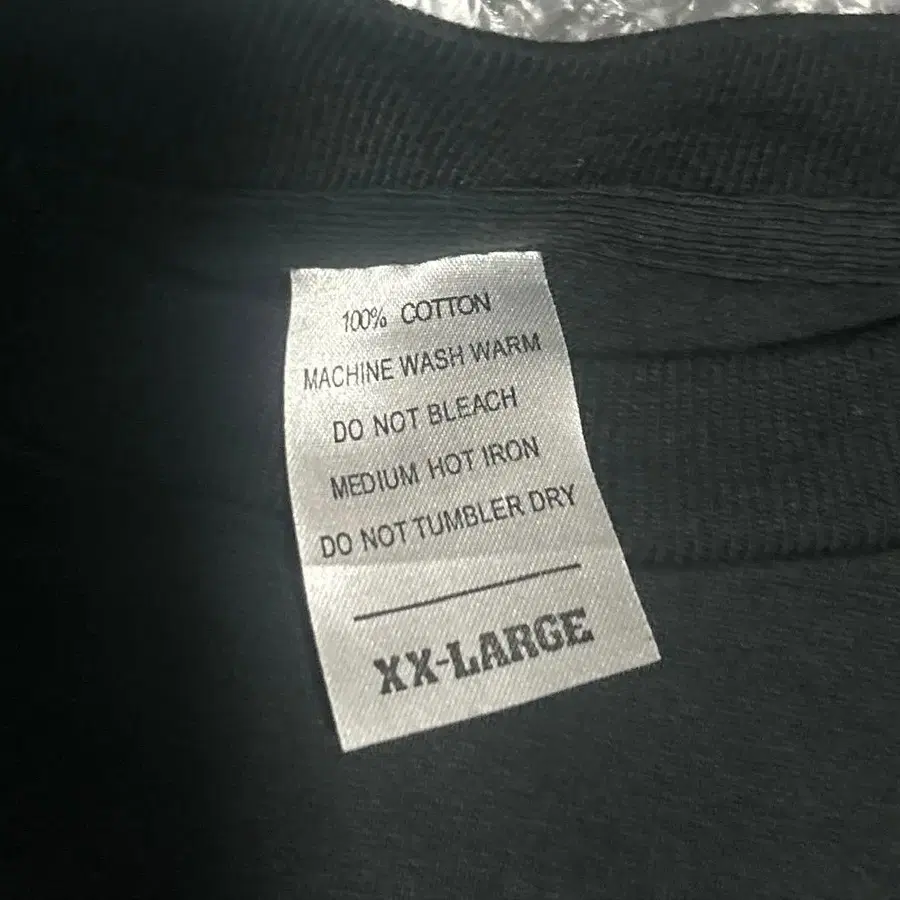 100% COTTON
MACHINE WASH WARM
DO NOT BLEACH
MEDIUM HOT IRON
DO NOT TUMBLER DRY
XX-LARGE